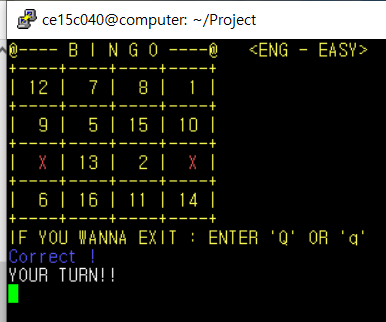 ce15c040@computer: ~/Project
@---- B I N G O ----@ <ENG - EASY>
+----+----+----+----+
| 12 | 7 | 8 | 1 |
+----+----+----+----+
| 9 | 5 | 15 | 10 |
+----+----+----+----+
| X | 13 | 2 | X |
+----+----+----+----+
| 6 | 16 | 11 | 14 |
+----+----+----+----+
IF YOU WANNA EXIT : ENTER 'Q' OR 'q'
Correct !
YOUR TURN!!